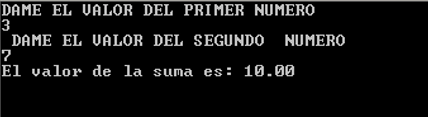 DAME EL VALOR DEL PRIMER NUMERO
3
DAME EL VALOR DEL SEGUNDO  NUMERO
7
El valor de la suma es: 10.00